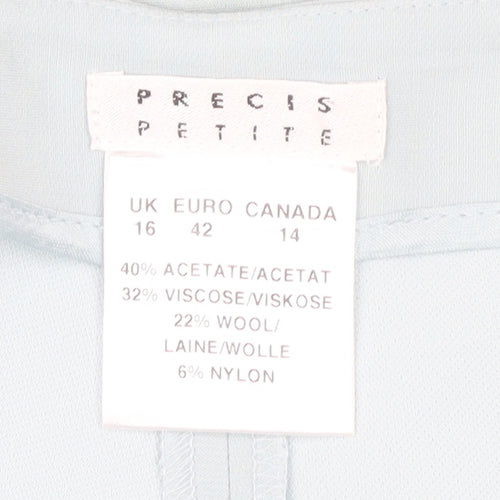 PRECIS
PETITE
UK EURO CANADA
16 42 14
40% ACETATE/ACETAT
32% VISCOSE/VISKOSE
22% WOOL/
LAINE/WOLLE
6% NYLON